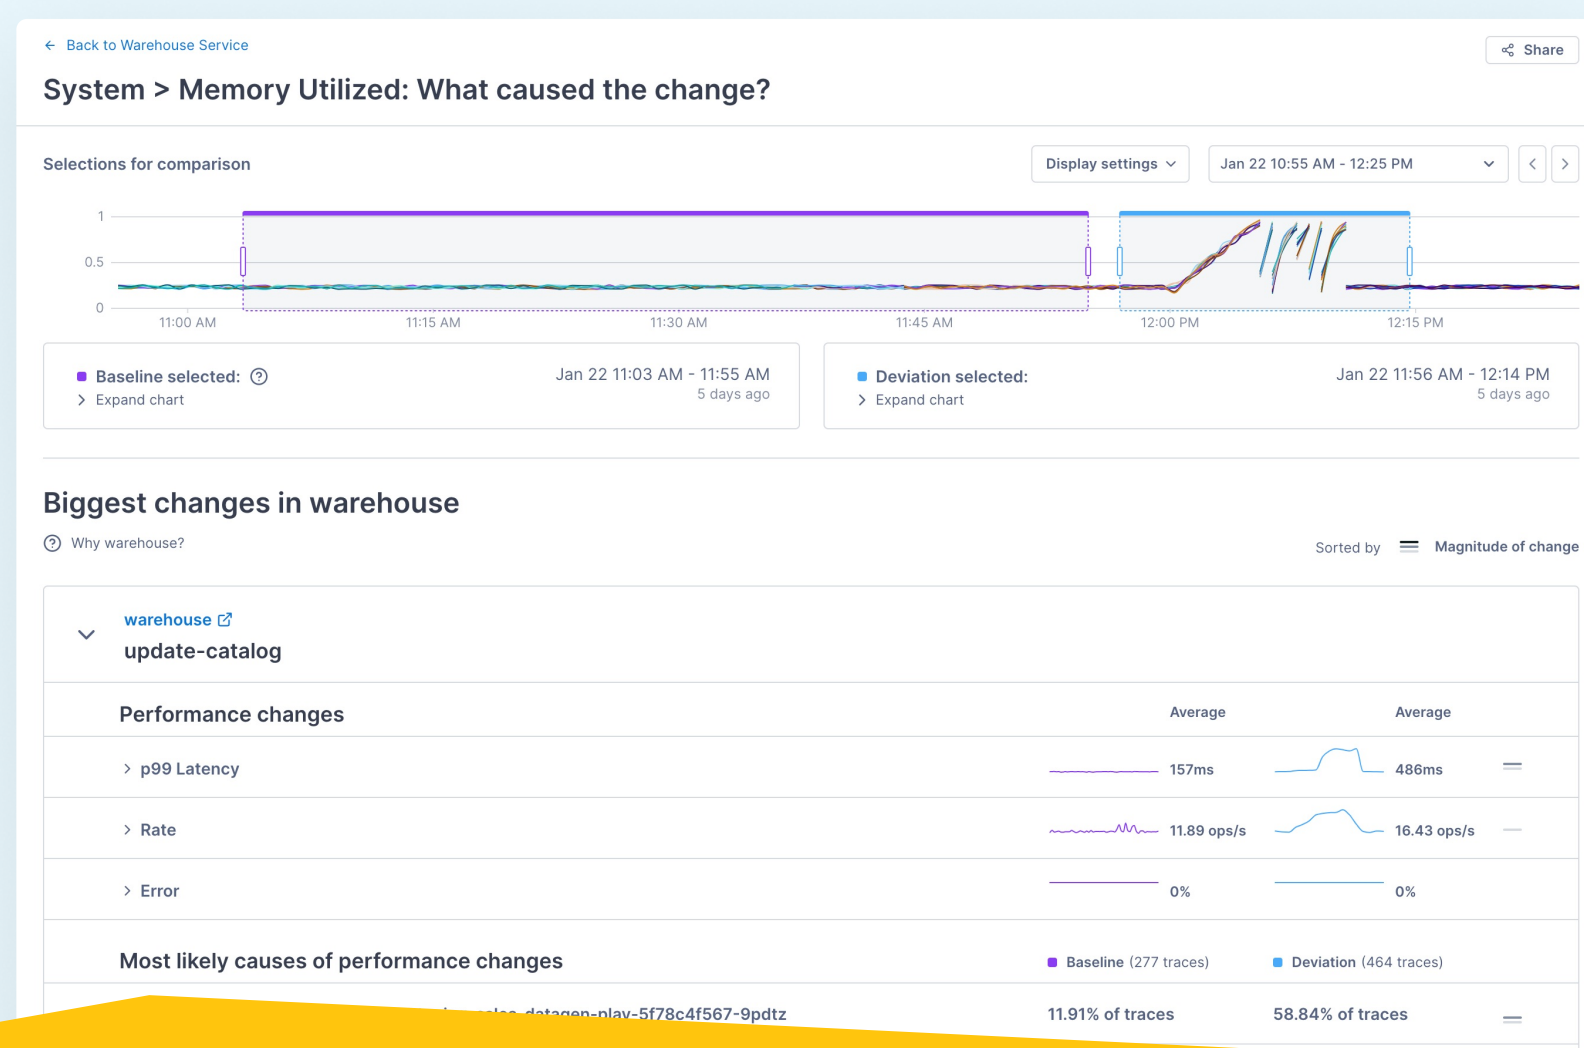 Back to Warehouse Service
Share
System > Memory Utilized: What caused the change?
Selections for comparison
Display settings
Jan 22 10:55 AM - 12:25 PM
1
0.5
0
11:00 AM 11:15 AM 11:30 AM 11:45 AM 12:00 PM 12:15 PM
Baseline selected:
Jan 22 11:03 AM - 11:55 AM
Expand chart
5 days ago
Deviation selected:
Jan 22 11:56 AM - 12:14 PM
Expand chart
5 days ago
Biggest changes in warehouse
Why warehouse?
Sorted by Magnitude of change
warehouse
update-catalog
Performance changes Average Average
p99 Latency 157ms 486ms
Rate 11.89 ops/s 16.43 ops/s
Error 0% 0%
Most likely causes of performance changes Baseline (277 traces) Deviation (464 traces)
datagen-play-5f78c4f567-9pdtz 11.91% of traces 58.84% of traces